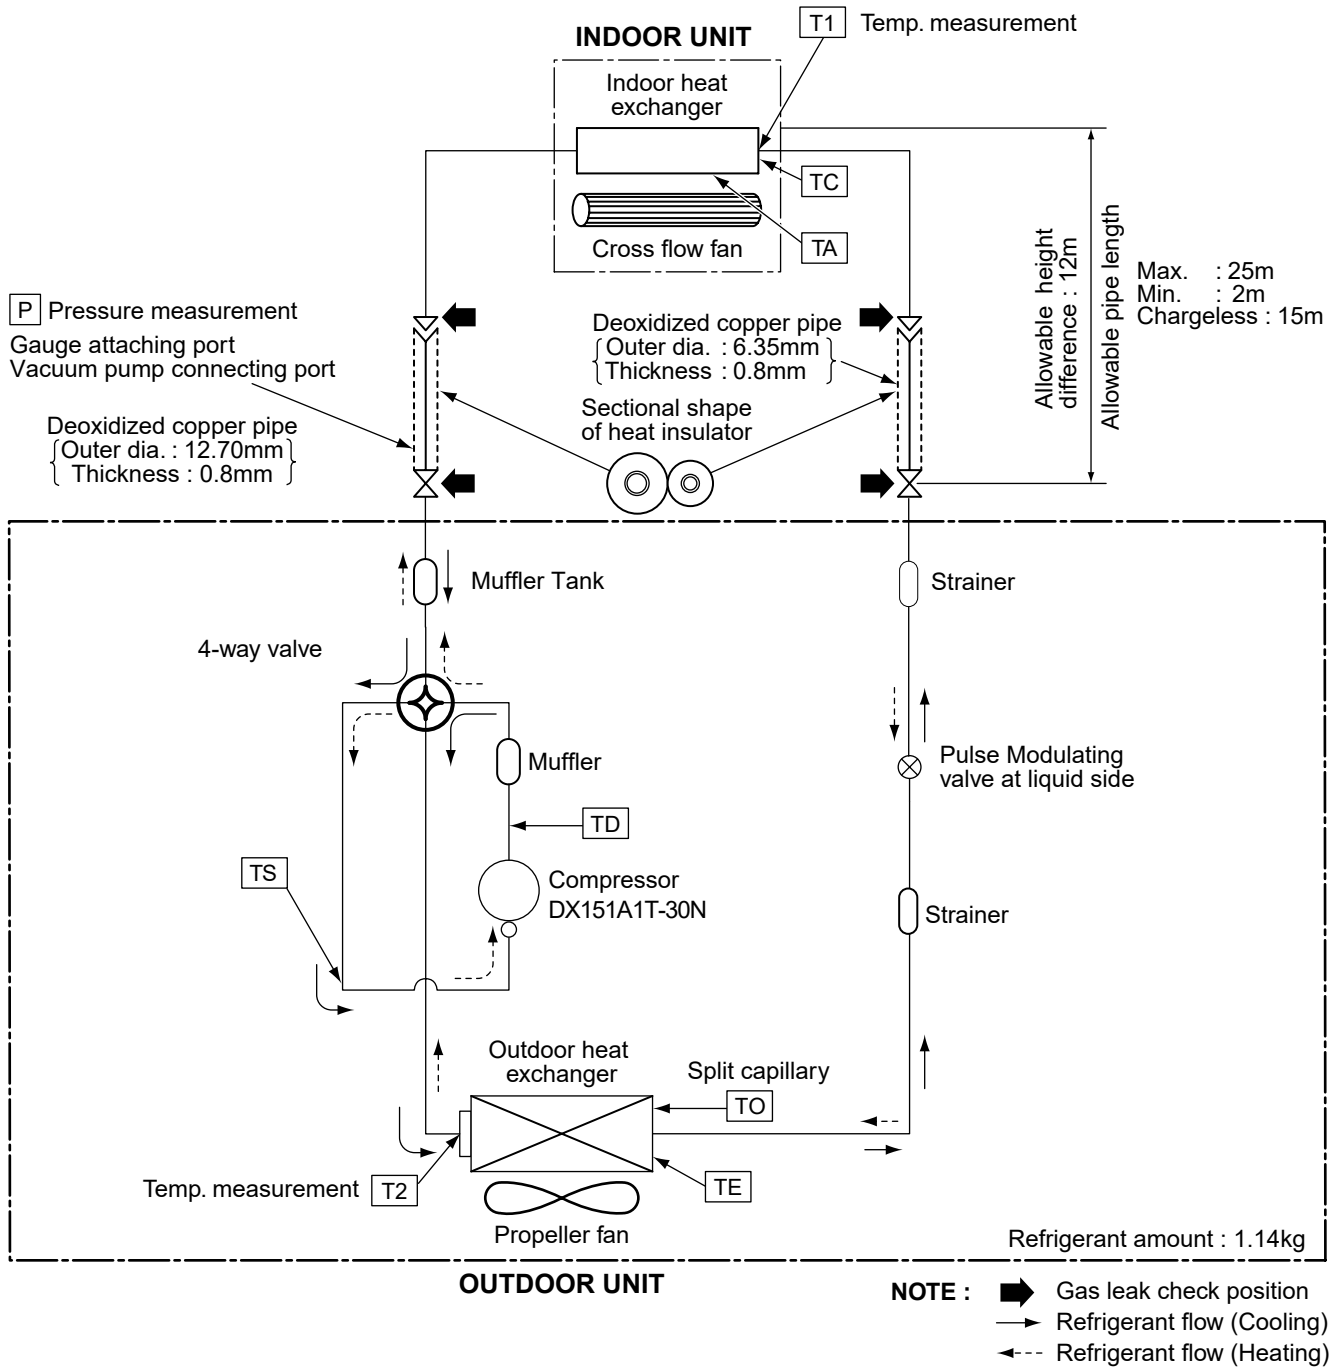 T1 Temp. measurement
INDOOR UNIT
Indoor heat
exchanger
TC
Cross flow fan
TA
Allowable height
difference : 12m
Allowable pipe length
Max. : 25m
Min. : 2m
Chargeless : 15m
P Pressure measurement
Gauge attaching port
Vacuum pump connecting port
Deoxidized copper pipe
Outer dia. : 12.70mm
Thickness : 0.8mm
Deoxidized copper pipe
Outer dia. : 6.35mm
Thickness : 0.8mm
Sectional shape
of heat insulator
Muffler Tank
Strainer
4-way valve
Muffler
Pulse Modulating
valve at liquid side
TD
TS
Compressor
DX151A1T-30N
Strainer
Outdoor heat
exchanger
Split capillary
TO
Temp. measurement T2
TE
Propeller fan
Refrigerant amount : 1.14kg
OUTDOOR UNIT
NOTE : Gas leak check position
Refrigerant flow (Cooling)
Refrigerant flow (Heating)